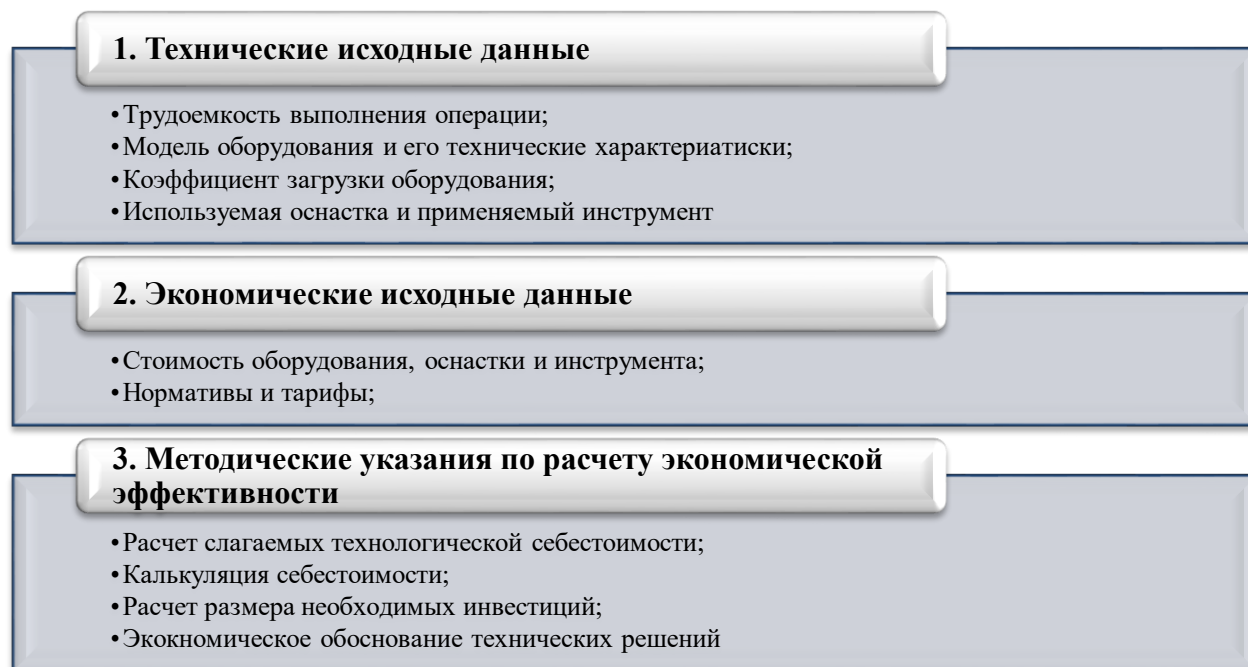 1. Технические исходные данные
•Трудоемкость выполнения операции;
•Модель оборудования и его технические характериатиски;
•Коэффициент загрузки оборудования;
•Используемая оснастка и применяемый инструмент
2. Экономические исходные данные
•Стоимость оборудования, оснастки и инструмента;
•Нормативы и тарифы;
3. Методические указания по расчету экономической
эффективности
•Расчет слагаемых технологической себестоимости;
•Калькуляция себестоимости;
•Расчет размера необходимых инвестиций;
•Экокномическое обоснование технических решений